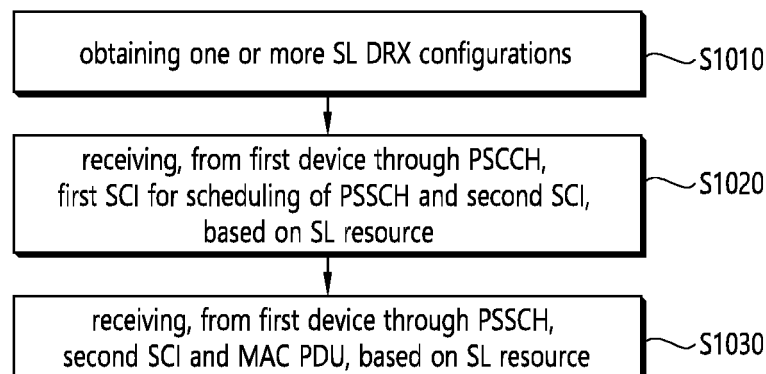 obtaining one or more SL DRX configurations
S1010
receiving, from first device through PSCCH,
first SCI for scheduling of PSSCH and second SCI,
based on SL resource
S1020
receiving, from first device through PSSCH,
second SCI and MAC PDU, based on SL resource
S1030